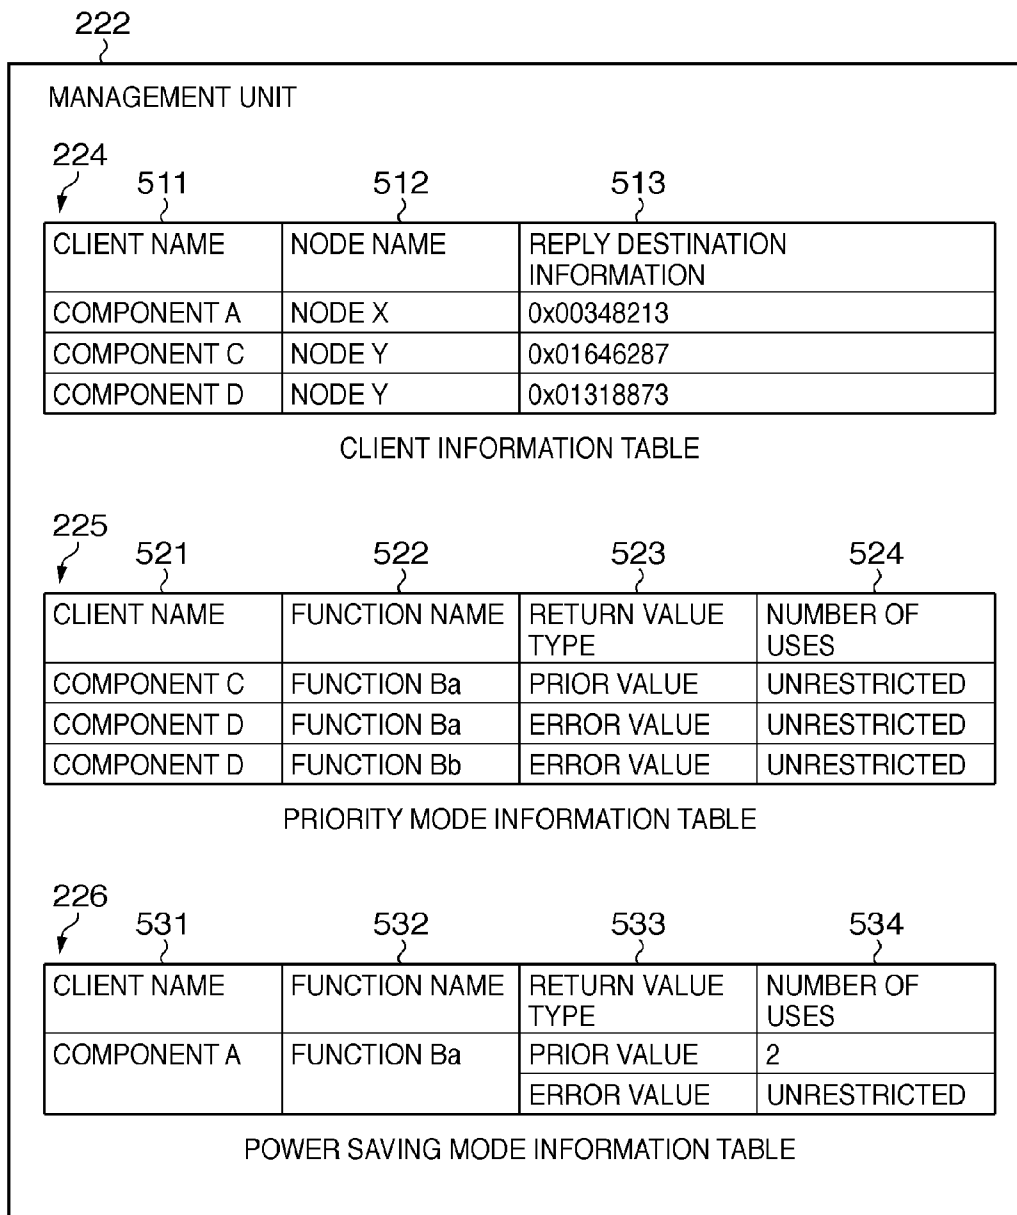 222
MANAGEMENT UNIT
224
511 512 513
CLIENT NAME NODE NAME REPLY DESTINATION
INFORMATION
COMPONENT A NODE X 0x00348213
COMPONENT C NODE Y 0x01646287
COMPONENT D NODE Y 0x01318873
CLIENT INFORMATION TABLE
225
521 522 523 524
CLIENT NAME FUNCTION NAME RETURN VALUE NUMBER OF
TYPE USES
COMPONENT C FUNCTION Ba PRIOR VALUE UNRESTRICTED
COMPONENT D FUNCTION Ba ERROR VALUE UNRESTRICTED
COMPONENT D FUNCTION Bb ERROR VALUE UNRESTRICTED
PRIORITY MODE INFORMATION TABLE
226
531 532 533 534
CLIENT NAME FUNCTION NAME RETURN VALUE NUMBER OF
TYPE USES
COMPONENT A FUNCTION Ba PRIOR VALUE 2
ERROR VALUE UNRESTRICTED
POWER SAVING MODE INFORMATION TABLE